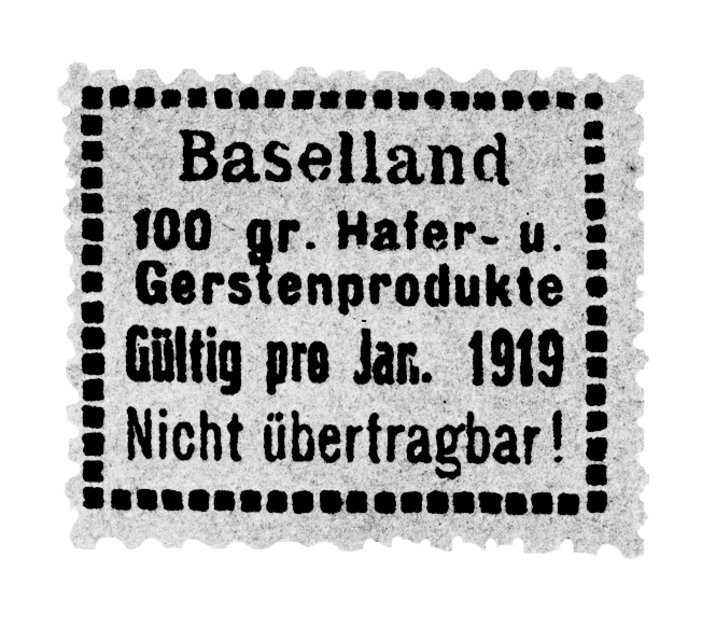 Baselland
100 gr. Hafer- u.
Gerstenprodukte
Gültig pro Jan. 1919
Nicht übertragbar!